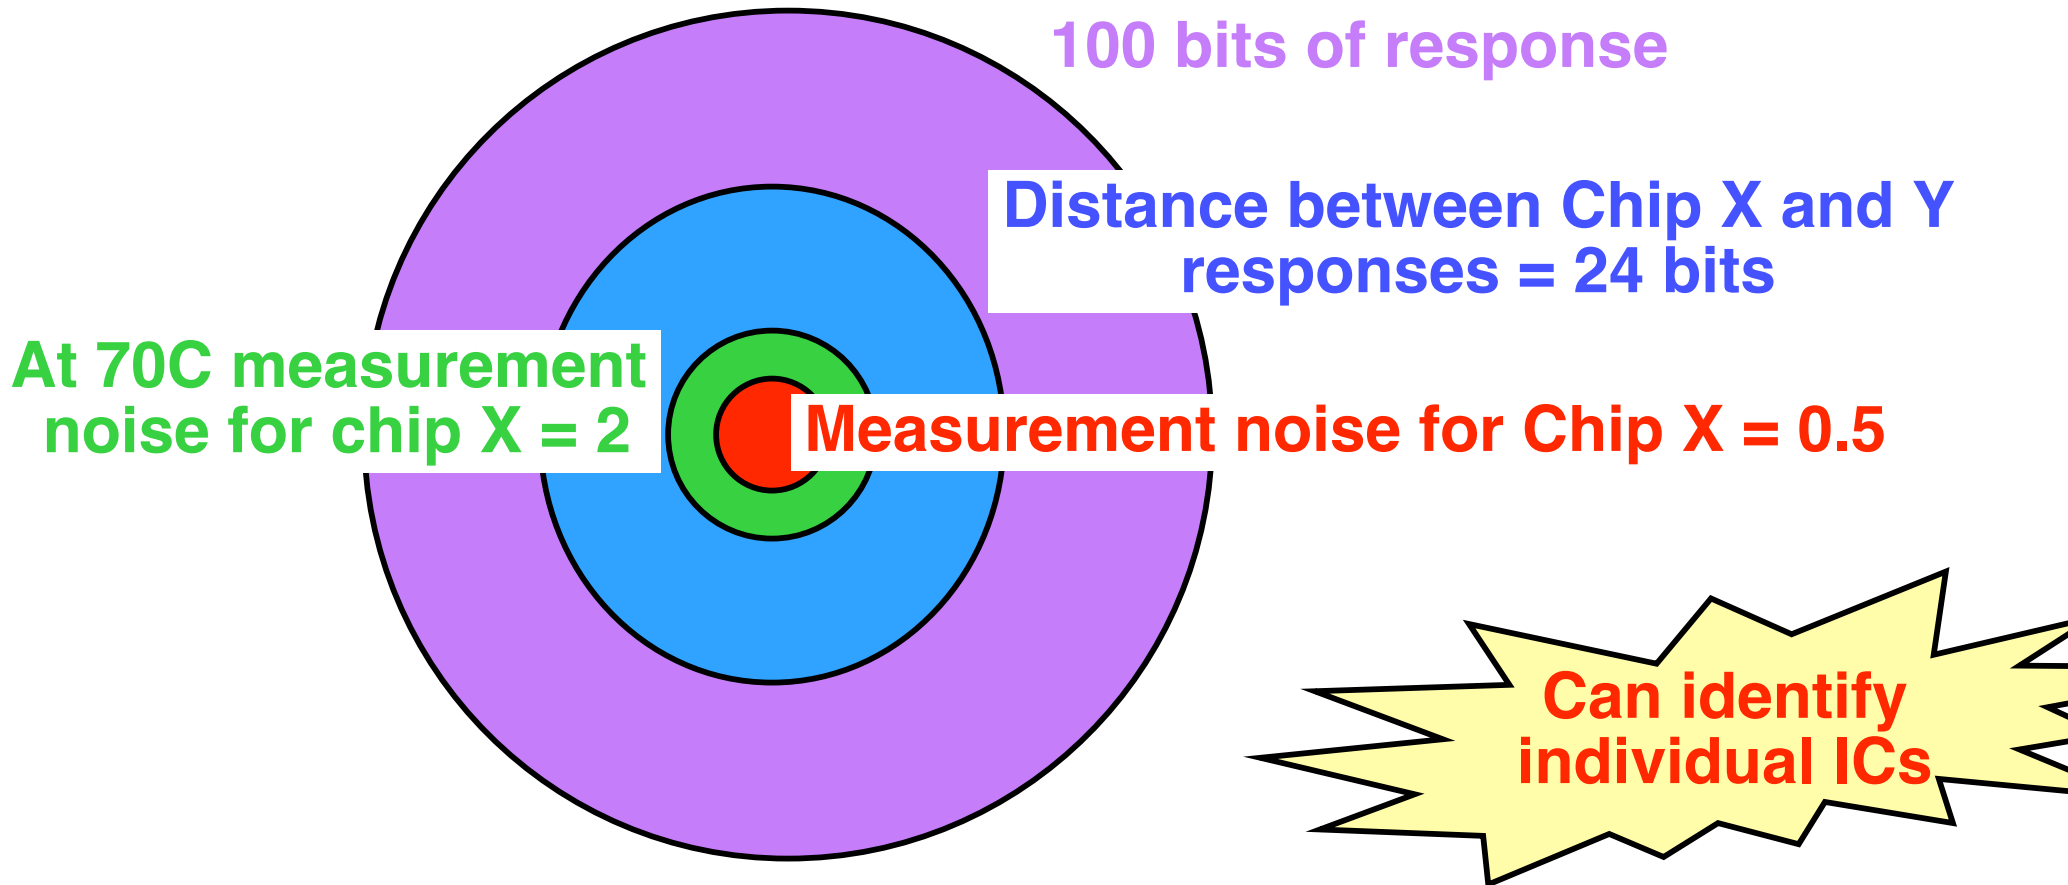 100 bits of response
Distance between Chip X and Y
responses = 24 bits
At 70C measurement
noise for chip X = 2
Measurement noise for Chip X = 0.5
Can identify
individual ICs